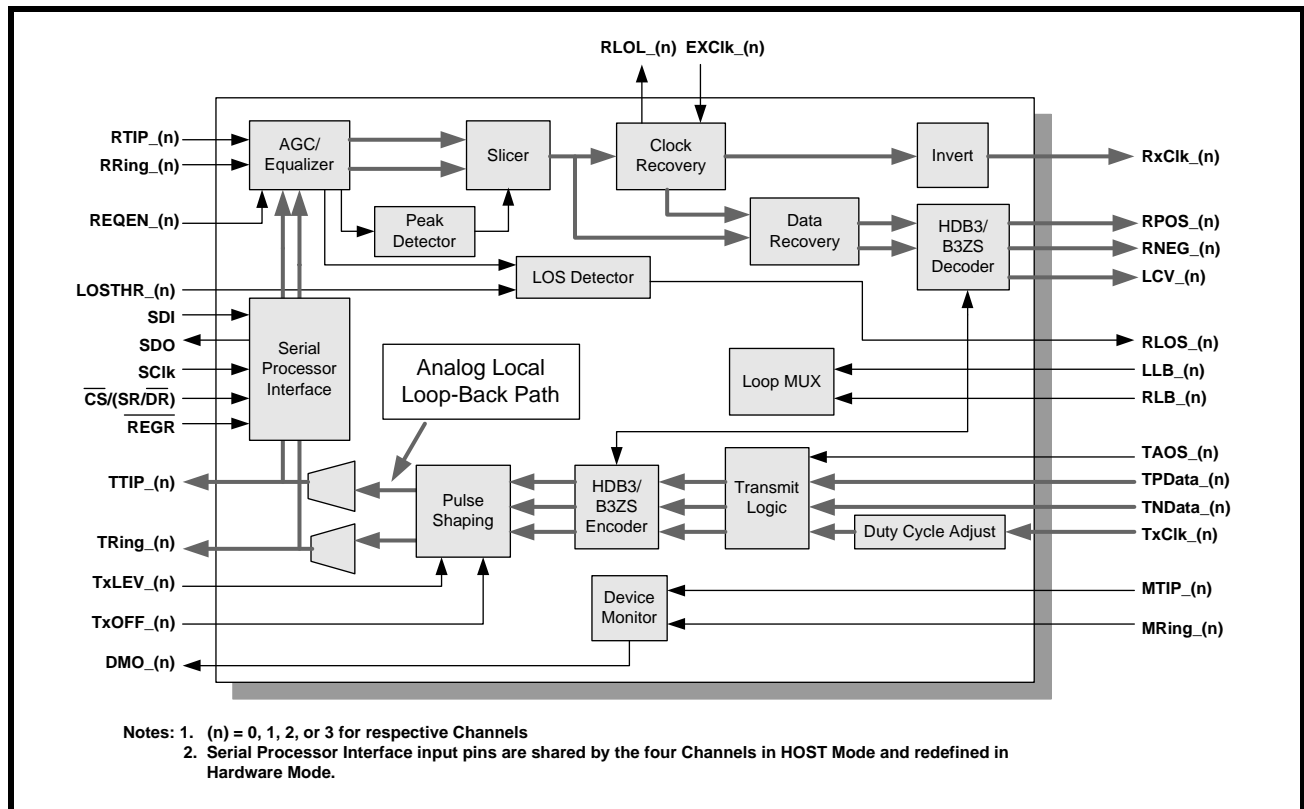 RLOL_(n) EXClk_(n)
RTIP_(n)
RRing_(n)
REQEN_(n)
LOSTHR_(n)
SDI
SDO
SClk
CS/(SR/DR)
REGR
TTIP_(n)
TRing_(n)
TxLEV_(n)
TxOFF_(n)
DMO_(n)
AGC/
Equalizer
Slicer
Clock
Recovery
Invert
Peak
Detector
Data
Recovery
HDB3/
B3ZS
Decoder
LOS Detector
Serial
Processor
Interface
Analog Local
Loop-Back Path
Loop MUX
Pulse
Shaping
HDB3/
B3ZS
Encoder
Transmit
Logic
Duty Cycle Adjust
Device
Monitor
RxClk_(n)
RPOS_(n)
RNEG_(n)
LCV_(n)
RLOS_(n)
LLB_(n)
RLB_(n)
TAOS_(n)
TPData_(n)
TNData_(n)
TxClk_(n)
MTIP_(n)
MRing_(n)
Notes: 1. (n) = 0, 1, 2, or 3 for respective Channels
2. Serial Processor Interface input pins are shared by the four Channels in HOST Mode and redefined in
Hardware Mode.